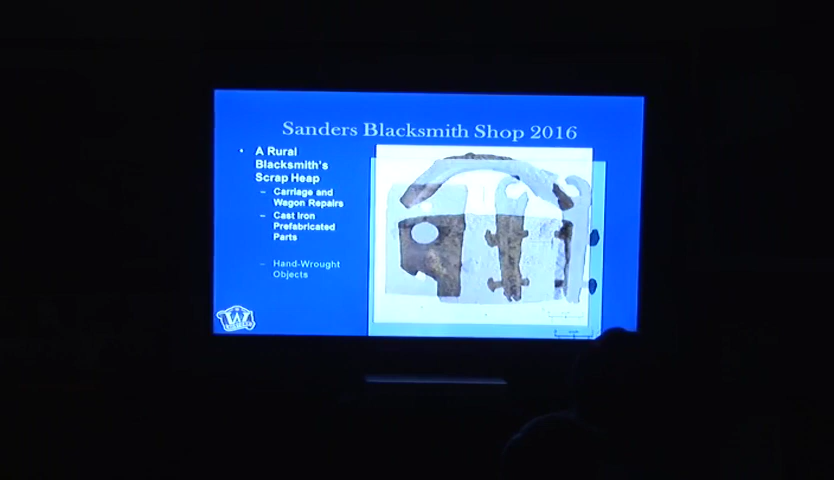 Sanders Blacksmith Shop 2016
• A Rural
Blacksmith's
Scrap Heap
– Carriage and
Wagon Repairs
– Cast Iron
Prefabricated
Parts
– Hand-Wrought
Objects
W